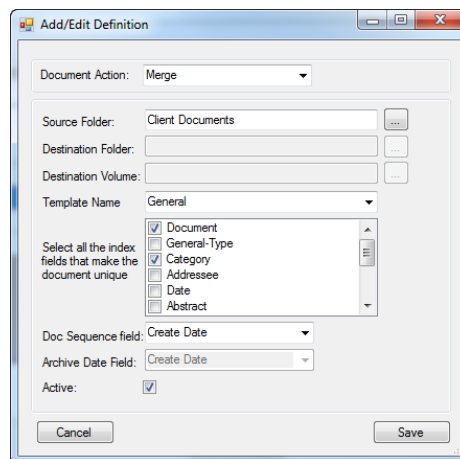 Add/Edit Definition
Document Action: Merge
Source Folder: Client Documents ...
Destination Folder: ...
Destination Volume: ...
Template Name General
Select all the index
fields that make the
document unique
Document
General-Type
Category
Addressee
Date
Abstract
Doc Sequence field: Create Date
Archive Date Field: Create Date
Active:
Cancel Save